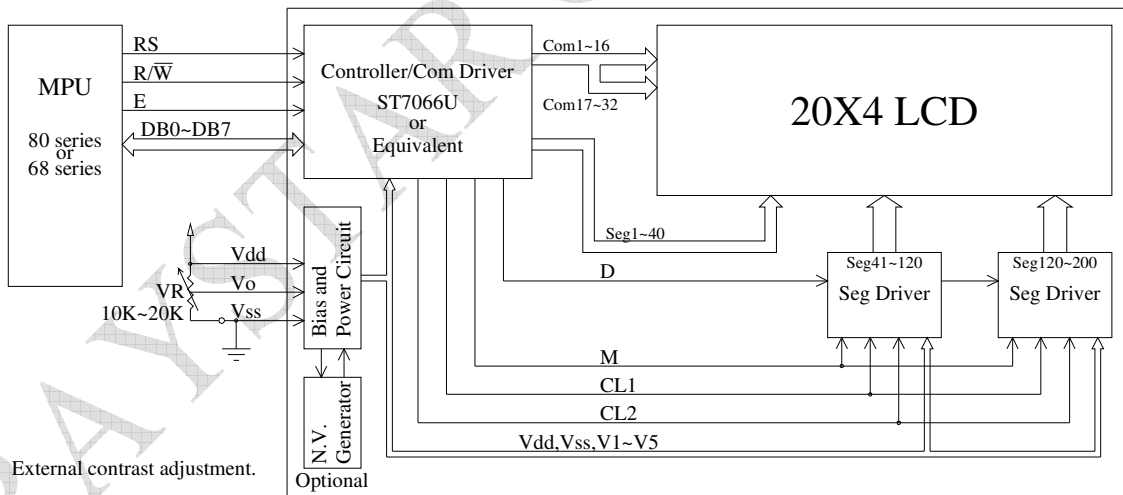 MPU
80 series
or
68 series
RS
R/W̅
E
DB0~DB7
Controller/Com Driver
ST7066U
or
Equivalent
Com1~16
Com17~32
20X4 LCD
Seg1~40
D
Seg41~120
Seg Driver
Seg120~200
Seg Driver
Vdd
Vo
Vss
VR
10K~20K
Bias and
Power Circuit
N.V.
Generator
Optional
M
CL1
CL2
Vdd,Vss,V1~V5
External contrast adjustment.
RAYSTAR